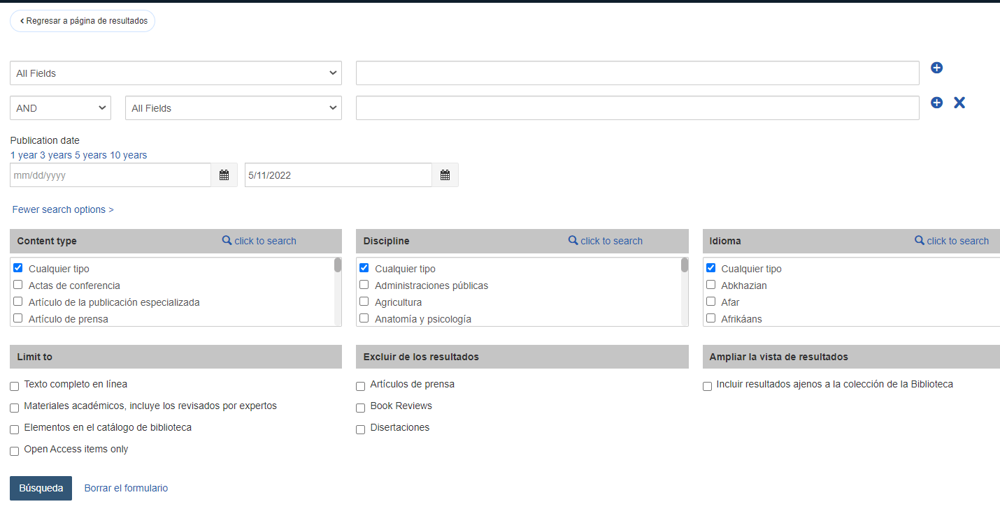 Regresar a página de resultados
All Fields
AND All Fields
Publication date
1 year 3 years 5 years 10 years
mm/dd/yyyy 5/11/2022
Fewer search options >
Content type click to search Discipline click to search Idioma click to search
Cualquier tipo Cualquier tipo Cualquier tipo
Actas de conferencia Administraciones públicas Abkhazian
Artículo de la publicación especializada Agricultura Afar
Artículo de prensa Anatomía y psicología Afrikáans
Limit to Excluir de los resultados Ampliar la vista de resultados
Texto completo en línea Artículos de prensa Incluir resultados ajenos a la colección de la Biblioteca
Materiales académicos, incluye los revisados por expertos Book Reviews
Elementos en el catálogo de biblioteca Disertaciones
Open Access items only
Búsqueda Borrar el formulario